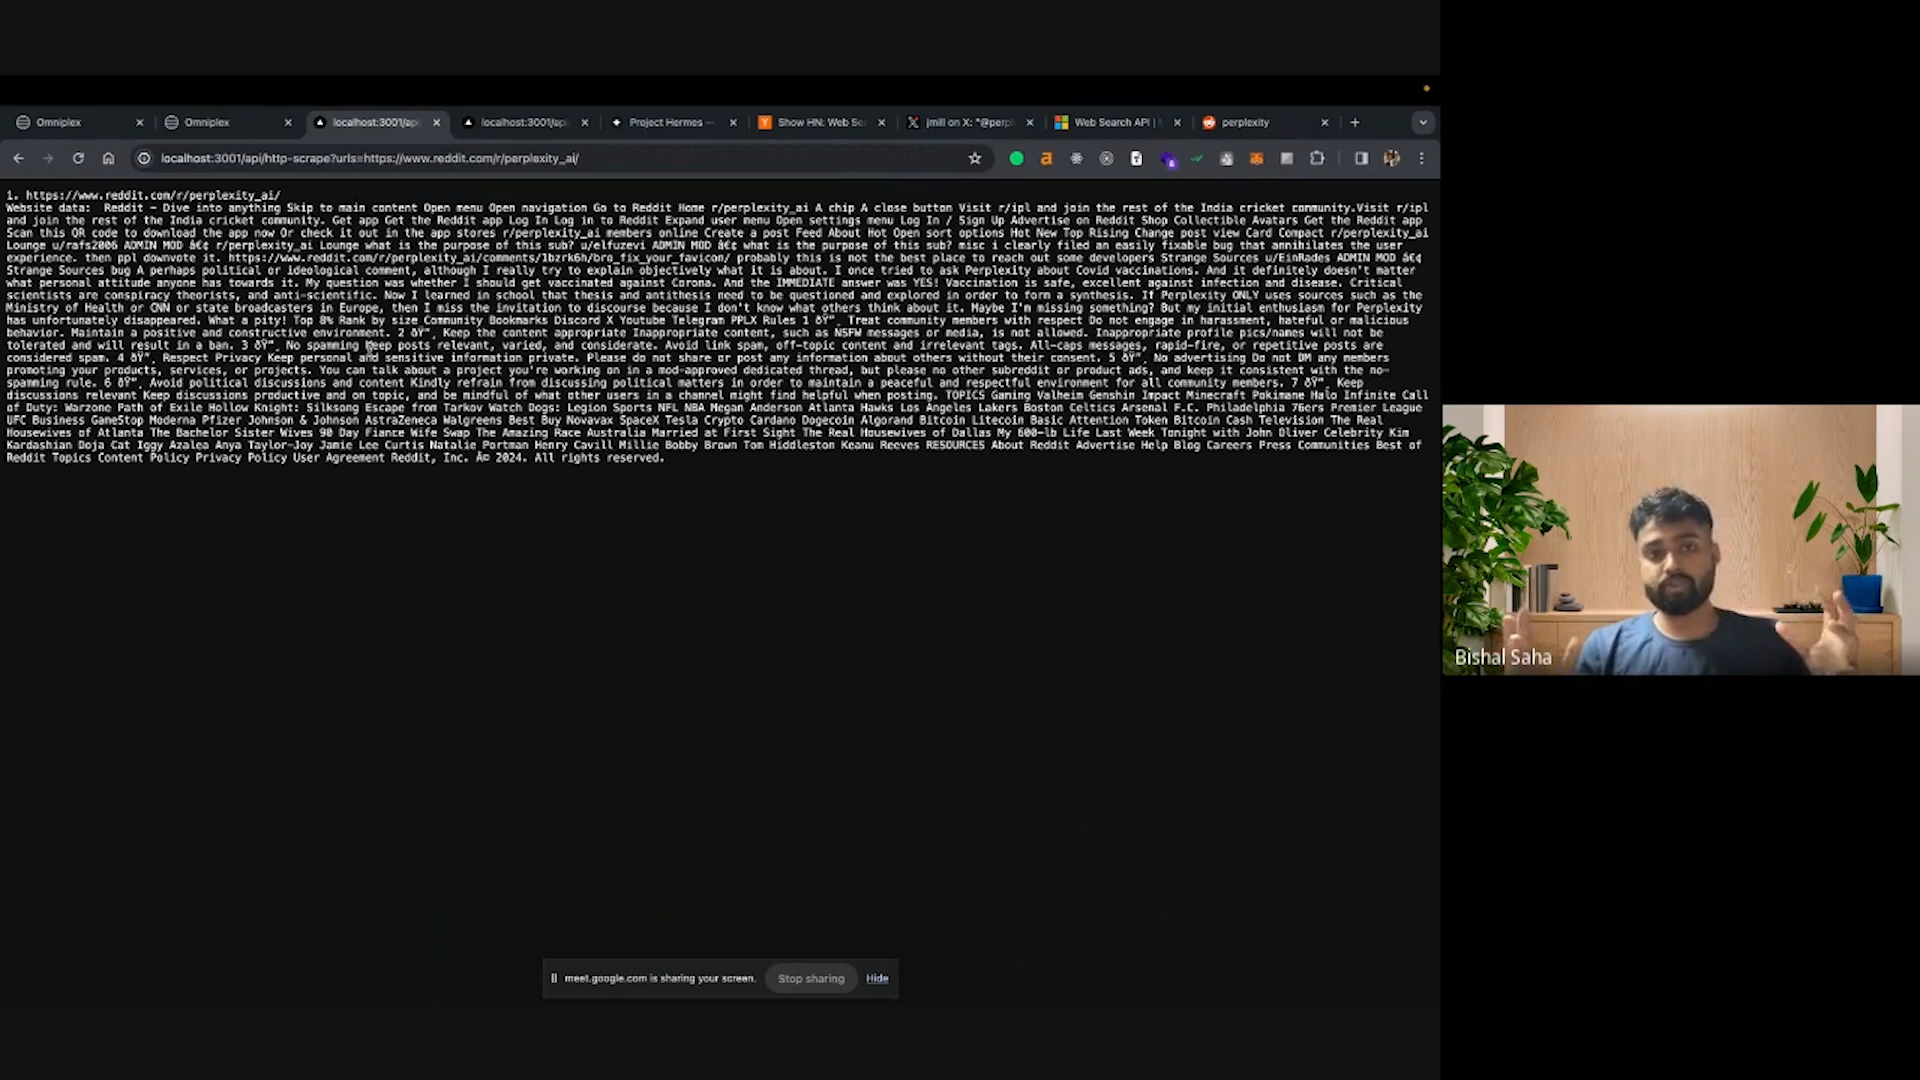 Omniplex
Omniplex
localhost:3001/api
localhost:3001/api
Project Hermes —
Show HN: Web Se
jmill on X: "@perp
Web Search API |
perplexity
localhost:3001/api/http-scrape?urls=https://www.reddit.com/r/perplexity_ai/
1. https://www.reddit.com/r/perplexity_ai/
Website data:  Reddit - Dive into anything Skip to main content Open menu Open navigation Go to Reddit Home r/perplexity_ai A chip A close button Visit r/ipl and join the rest of the India cricket community.Visit r/ipl
and join the rest of the India cricket community. Get app Get the Reddit app Log In Log in to Reddit Expand user menu Open settings menu Log In / Sign Up Advertise on Reddit Shop Collectible Avatars Get the Reddit app
Scan this QR code to download the app now Or check it out in the app stores r/perplexity_ai members online Create a post Feed About Hot Open sort options Hot New Top Rising Change post view Card Compact r/perplexity_ai
Lounge u/rafs2006 ADMIN MOD â€¢ r/perplexity_ai Lounge what is the purpose of this sub? u/elfuzevi ADMIN MOD â€¢ what is the purpose of this sub? misc i clearly filed an easily fixable bug that annihilates the user
experience. then ppl downvote it. https://www.reddit.com/r/perplexity_ai/comments/1bzrk6h/bro_fix_your_favicon/ probably this is not the best place to reach out some developers Strange Sources u/EinRades ADMIN MOD â€¢
Strange Sources bug A perhaps political or ideological comment, although I really try to explain objectively what it is about. I once tried to ask Perplexity about Covid vaccinations. And it definitely doesn't matter
what personal attitude anyone has towards it. My question was whether I should get vaccinated against Corona. And the IMMEDIATE answer was YES! Vaccination is safe, excellent against infection and disease. Critical
scientists are conspiracy theorists, and anti-scientific. Now I learned in school that thesis and antithesis need to be questioned and explored in order to form a synthesis. If Perplexity ONLY uses sources such as the
Ministry of Health or CNN or state broadcasters in Europe, then I miss the invitation to discourse because I don't know what others think about it. Maybe I'm missing something? But my initial enthusiasm for Perplexity
has unfortunately disappeared. What a pity! Top 8% Rank by size Community Bookmarks Discord X Youtube Telegram PPLX Rules 1 ðŸ". Treat community members with respect Do not engage in harassment, hateful or malicious
behavior. Maintain a positive and constructive environment. 2 ðŸ". Keep the content appropriate Inappropriate content, such as NSFW messages or media, is not allowed. Inappropriate profile pics/names will not be
tolerated and will result in a ban. 3 ðŸ". No spamming Keep posts relevant, varied, and considerate. Avoid link spam, off-topic content and irrelevant tags. All-caps messages, rapid-fire, or repetitive posts are
considered spam. 4 ðŸ". Respect Privacy Keep personal and sensitive information private. Please do not share or post any information about others without their consent. 5 ðŸ". No advertising Do not DM any members
promoting your products, services, or projects. You can talk about a project you're working on in a mod-approved dedicated thread, but please no other subreddit or product ads, and keep it consistent with the no-
spamming rule. 6 ðŸ". Avoid political discussions and content Kindly refrain from discussing political matters in order to maintain a peaceful and respectful environment for all community members. 7 ðŸ". Keep
discussions relevant Keep discussions productive and on topic, and be mindful of what other users in a channel might find helpful when posting. TOPICS Gaming Valheim Genshin Impact Minecraft Pokimane Halo Infinite Call
of Duty: Warzone Path of Exile Hollow Knight: Silksong Escape from Tarkov Watch Dogs: Legion Sports NFL NBA Megan Anderson Atlanta Hawks Los Angeles Lakers Boston Celtics Arsenal F.C. Philadelphia 76ers Premier League
UFC Business GameStop Moderna Pfizer Johnson & Johnson AstraZeneca Walgreens Best Buy Novavax SpaceX Tesla Crypto Cardano Dogecoin Algorand Bitcoin Litecoin Basic Attention Token Bitcoin Cash Television The Real
Housewives of Atlanta The Bachelor Sister Wives 90 Day Fiance Wife Swap The Amazing Race Australia Married at First Sight The Real Housewives of Dallas My 600-lb Life Last Week Tonight with John Oliver Celebrity Kim
Kardashian Doja Cat Iggy Azalea Anya Taylor-Joy Jamie Lee Curtis Natalie Portman Henry Cavill Millie Bobby Brown Tom Hiddleston Keanu Reeves RESOURCES About Reddit Advertise Help Blog Careers Press Communities Best of
Reddit Topics Content Policy Privacy Policy User Agreement Reddit, Inc. Â© 2024. All rights reserved.
Bishal Saha
meet.google.com is sharing your screen.
Stop sharing
Hide